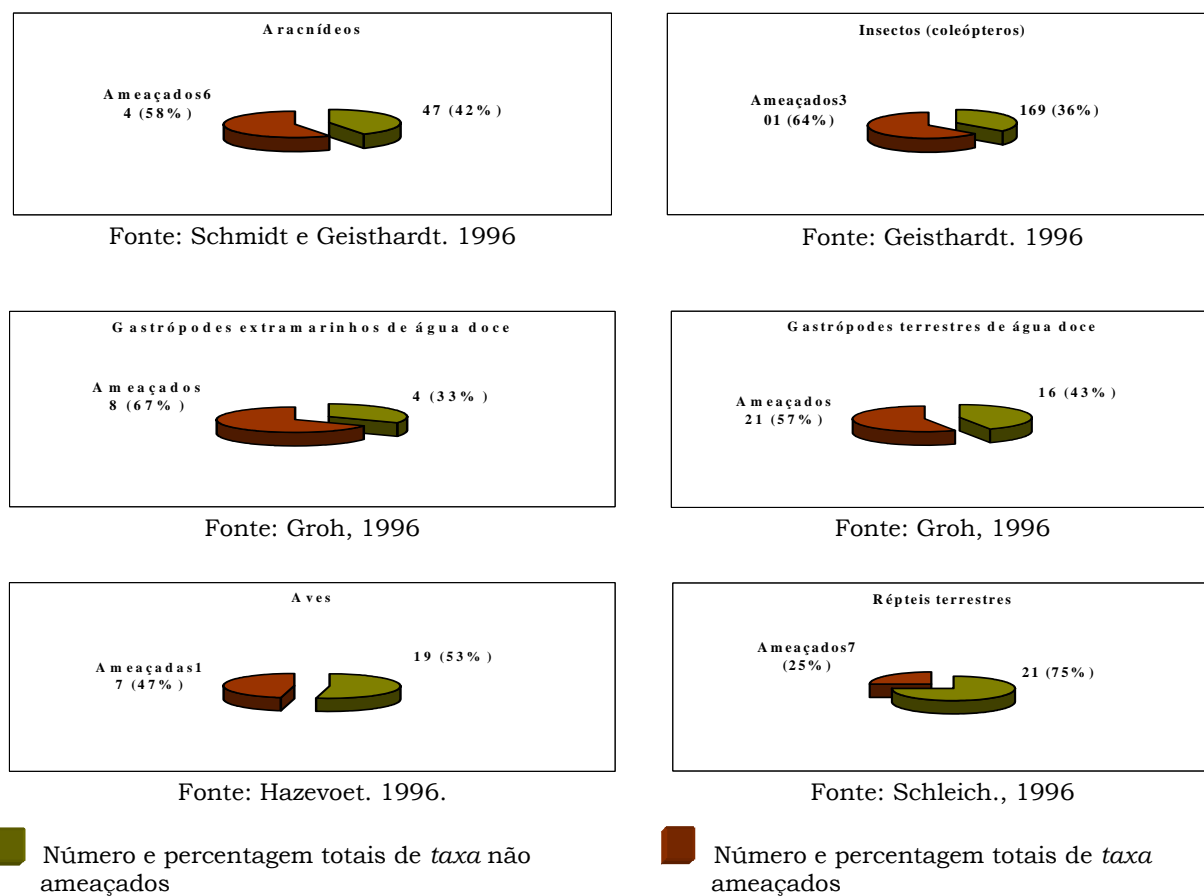 Aracnídeos
Ameaçados6
4 (58%)
47 (42%)
Fonte: Schmidt e Geisthardt. 1996
Insectos (coleópteros)
Ameaçados3
01 (64%)
169 (36%)
Fonte: Geisthardt. 1996
Gastrópodes extramarinhos de água doce
Ameaçados
8 (67%)
4 (33%)
Fonte: Groh, 1996
Gastrópodes terrestres de água doce
Ameaçados
21 (57%)
16 (43%)
Fonte: Groh, 1996
Aves
Ameaçadas1
7 (47%)
19 (53%)
Fonte: Hazevoet. 1996.
Répteis terrestres
Ameaçados7
(25%)
21 (75%)
Fonte: Schleich., 1996
Número e percentagem totais de taxa não
ameaçados
Número e percentagem totais de taxa
ameaçados